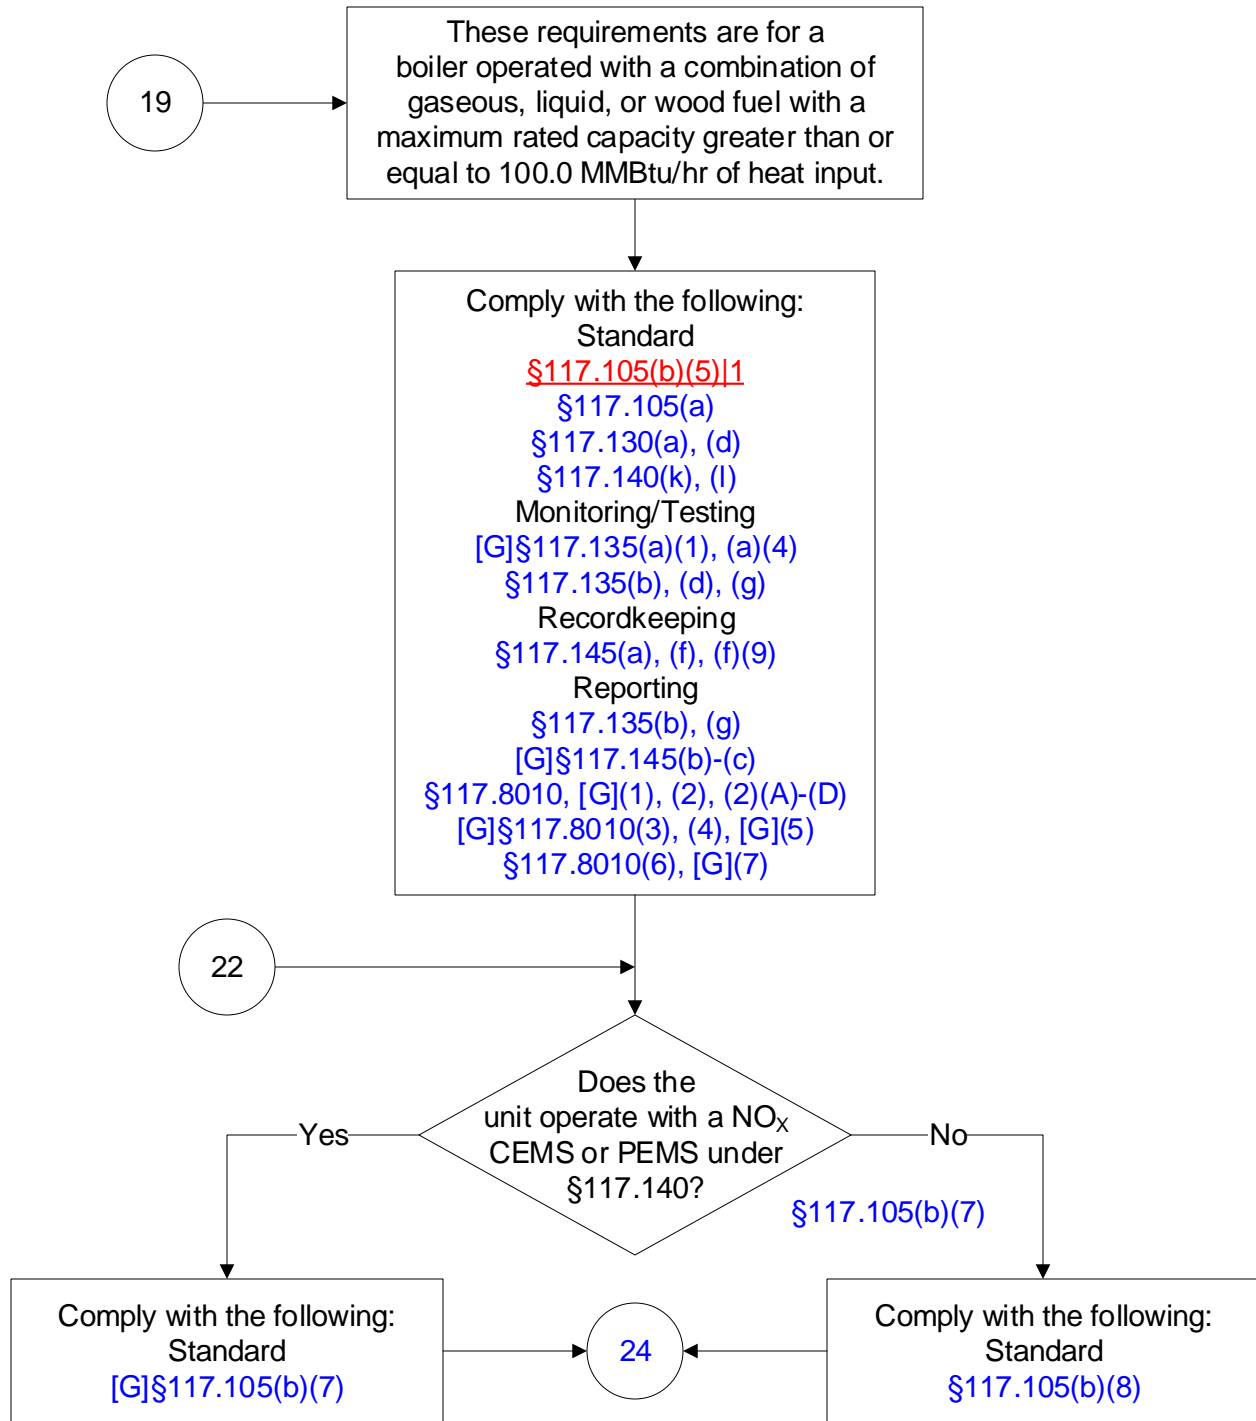 These requirements are for a
boiler operated with a combination of
gaseous, liquid, or wood fuel with a
maximum rated capacity greater than or
equal to 100.0 MMBtu/hr of heat input.
19
Comply with the following:
Standard
§117.105(b)(5)|1
§117.105(a)
§117.130(a), (d)
§117.140(k), (l)
Monitoring/Testing
[G]§117.135(a)(1), (a)(4)
§117.135(b), (d), (g)
Recordkeeping
§117.145(a), (f), (f)(9)
Reporting
§117.135(b), (g)
[G]§117.145(b)-(c)
§117.8010, [G](1), (2), (2)(A)-(D)
[G]§117.8010(3), (4), [G](5)
§117.8010(6), [G](7)
22
Does the
unit operate with a NOX
CEMS or PEMS under
§117.140?
Yes
No
§117.105(b)(7)
Comply with the following:
Standard
[G]§117.105(b)(7)
24
Comply with the following:
Standard
§117.105(b)(8)